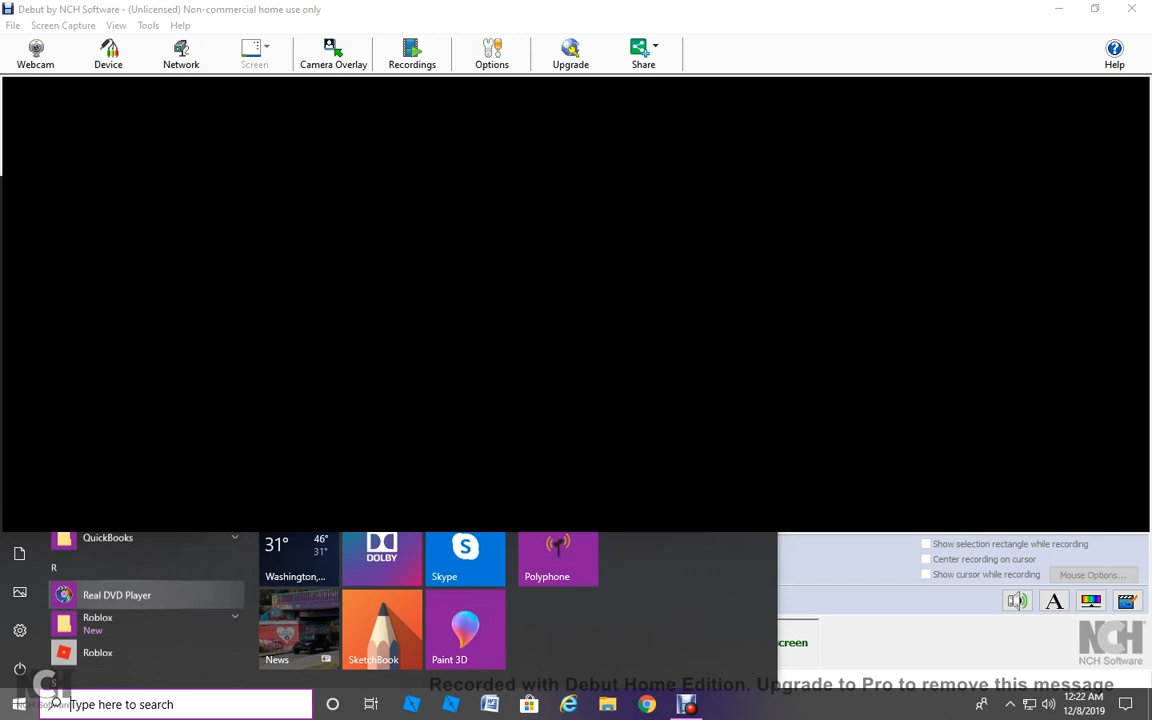 Debut by NCH Software - (Unlicensed) Non-commercial home use only
File Screen Capture View Tools Help
Webcam Device Network Screen Camera Overlay Recordings Options Upgrade Share Help
QuickBooks
R
Real DVD Player
Roblox
New
Roblox
S
31° 46°
31°
Washington,...
DOLBY
Skype
Polyphone
News
SketchBook
Paint 3D
Show selection rectangle while recording
Center recording on cursor
Show cursor while recording Mouse Options...
A
screen
NCH
NCH Software
Recorded with Debut Home Edition. Upgrade to Pro to remove this message
NCH Software
Type here to search
12:22 AM
12/8/2019